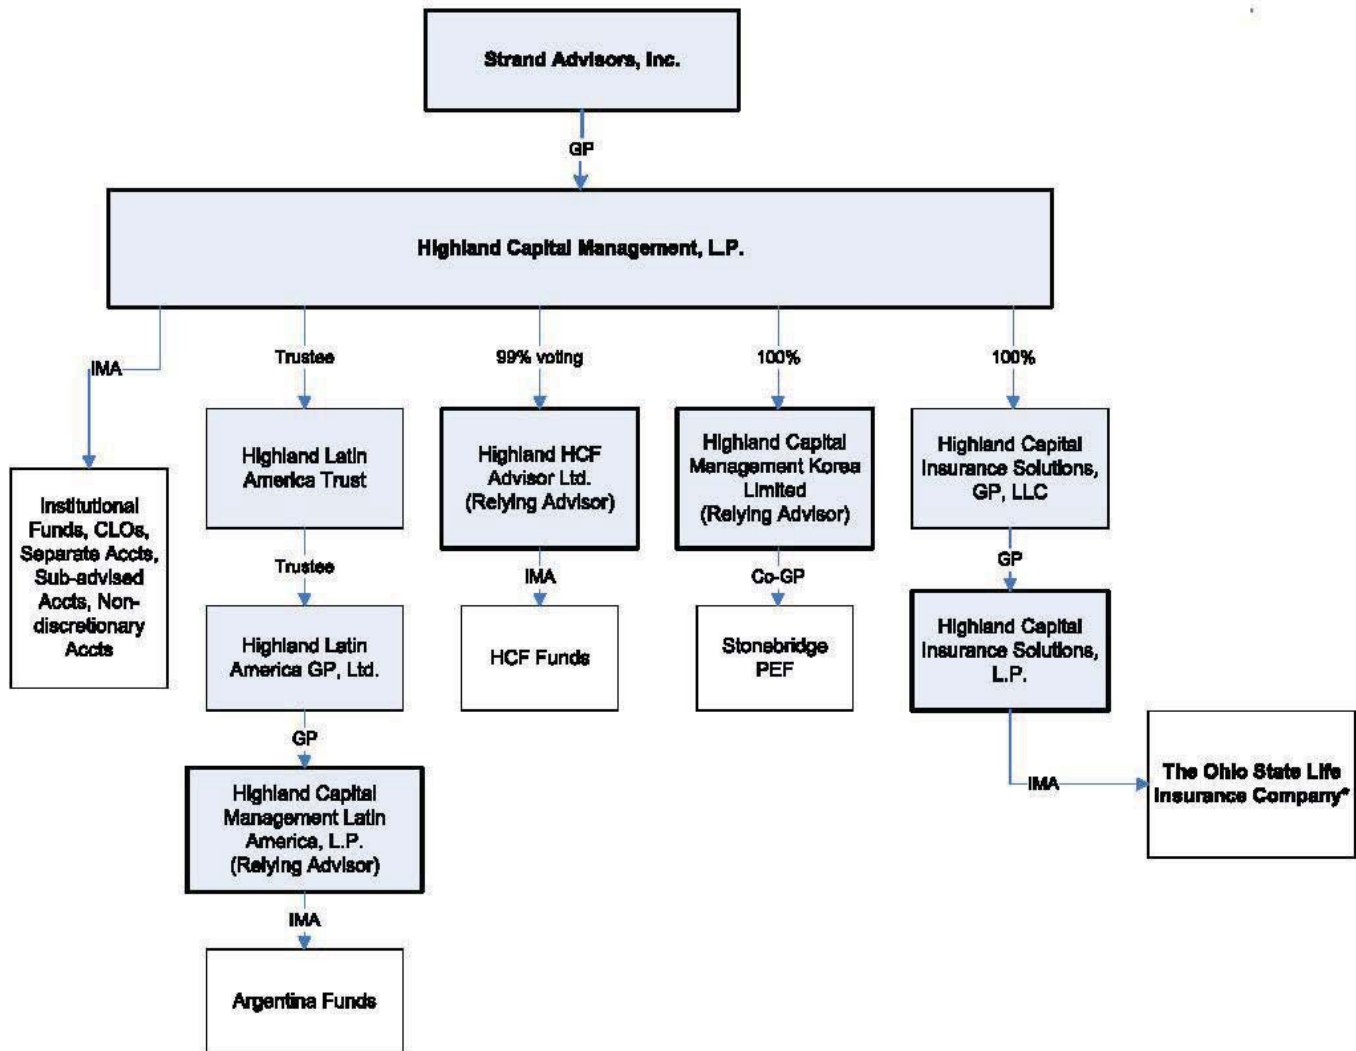 Strand Advisors, Inc.
GP
Highland Capital Management, L.P.
IMA
Trustee
99% voting
100%
100%
Institutional
Funds, CLOs,
Separate Accts,
Sub-advised
Accts, Non-
discretionary
Accts
Highland Latin
America Trust
Trustee
Highland Latin
America GP, Ltd.
GP
Highland Capital
Management Latin
America, L.P.
(Relying Advisor)
IMA
Argentina Funds
Highland HCF
Advisor Ltd.
(Relying Advisor)
IMA
HCF Funds
Highland Capital
Management Korea
Limited
(Relying Advisor)
Co-GP
Stonebridge
PEF
Highland Capital
Insurance Solutions,
GP, LLC
GP
Highland Capital
Insurance Solutions,
L.P.
IMA
The Ohio State Life
Insurance Company*